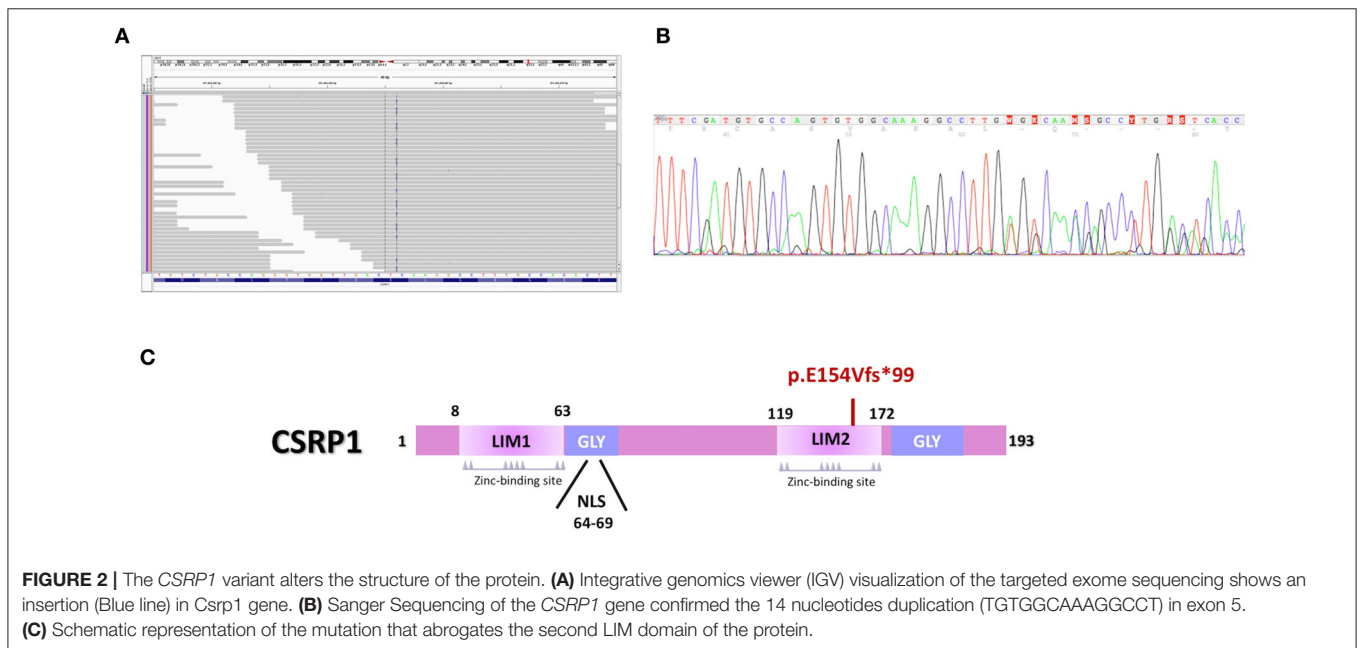 A
B
40 bp
CSRP1
TTCGATGTGCCAGTGTGGCAAAGGCCTTGWGKCAAMSGCCYTGRSTCACC
C
p.E154Vfs*99
8 63 119 172
CSRP1 1 LIM1 GLY LIM2 GLY 193
Zinc-binding site Zinc-binding site
NLS
64-69
FIGURE 2 | The CSRP1 variant alters the structure of the protein. (A) Integrative genomics viewer (IGV) visualization of the targeted exome sequencing shows an
insertion (Blue line) in Csrp1 gene. (B) Sanger Sequencing of the CSRP1 gene confirmed the 14 nucleotides duplication (TGTGGCAAAGGCCT) in exon 5.
(C) Schematic representation of the mutation that abrogates the second LIM domain of the protein.